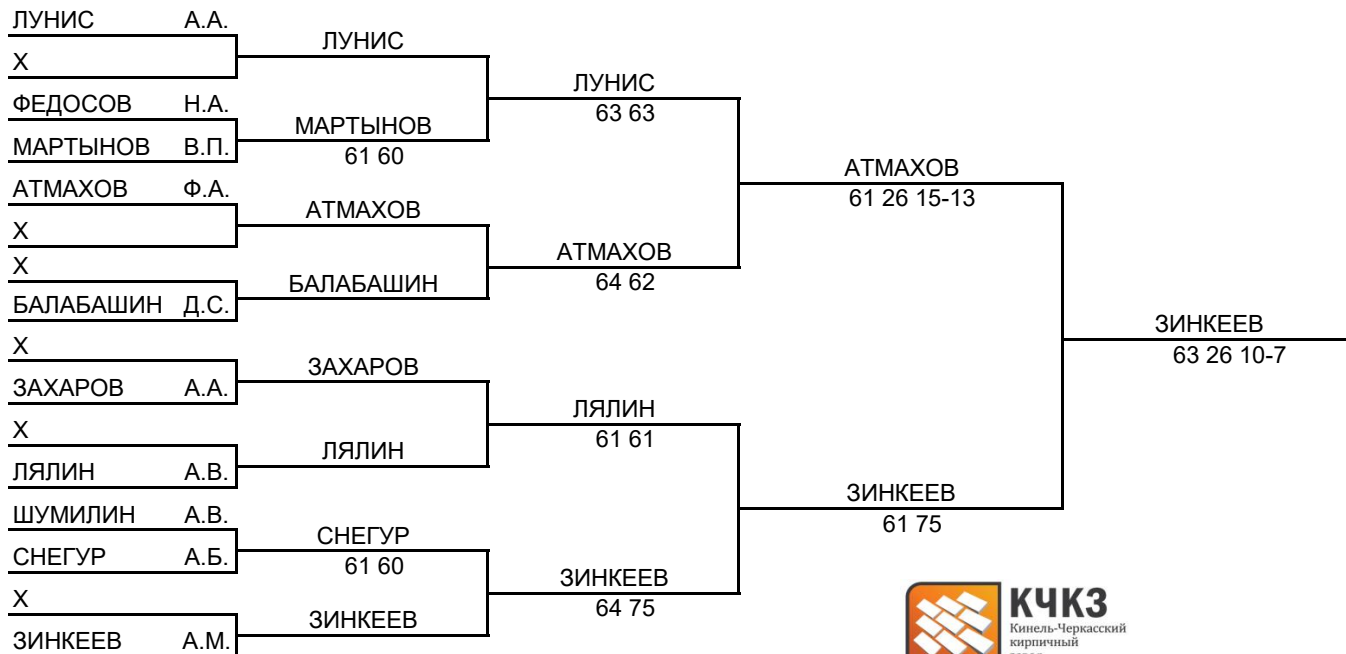 ЛУНИС А.А.
Х
ФЕДОСОВ Н.А.
МАРТЫНОВ В.П.
АТМАХОВ Ф.А.
Х
Х
БАЛАБАШИН Д.С.
Х
ЗАХАРОВ А.А.
Х
ЛЯЛИН А.В.
ШУМИЛИН А.В.
СНЕГУР А.Б.
Х
ЗИНКЕЕВ А.М.
ЛУНИС
МАРТЫНОВ
61 60
АТМАХОВ
БАЛАБАШИН
ЗАХАРОВ
ЛЯЛИН
СНЕГУР
61 60
ЗИНКЕЕВ
ЛУНИС
63 63
АТМАХОВ
64 62
ЛЯЛИН
61 61
ЗИНКЕЕВ
64 75
АТМАХОВ
61 26 15-13
ЗИНКЕЕВ
61 75
ЗИНКЕЕВ
63 26 10-7
КЧКЗ
Кинель-Черкасский
кирпичный